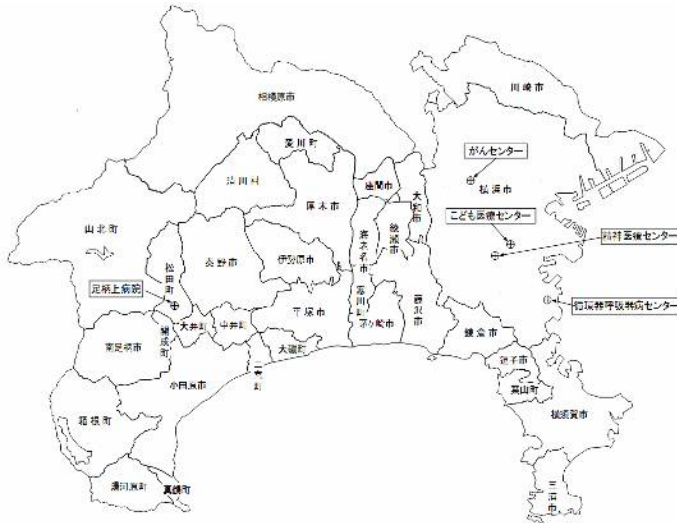 川崎市
相模原市
愛川町
がんセンター
清川村
座間市
大和市
横浜市
厚木市
こども医療センター
山北町
綾瀬市
海老名市
精神医療センター
秦野市
伊勢原市
松田町
足柄上病院
寒川町
藤沢市
循環器呼吸器病センター
平塚市
茅ヶ崎市
大井町
中井町
開成町
鎌倉市
南足柄市
大磯町
逗子市
二宮町
小田原市
葉山町
箱根町
横須賀市
湯河原町
真鶴町
三浦市